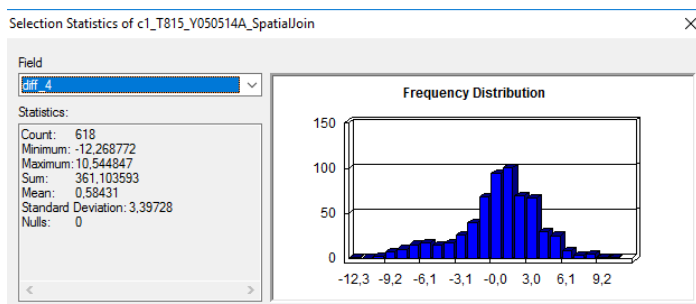 Selection Statistics of c1_T815_Y050514A_SpatialJoin
Field
diff_4
Statistics:
Count: 618
Minimum: -12,268772
Maximum: 10,544847
Sum: 361,103593
Mean: 0,58431
Standard Deviation: 3,39728
Nulls: 0
Frequency Distribution
150
100
50
0
-12,3 -9,2 -6,1 -3,1 -0,0 3,0 6,1 9,2